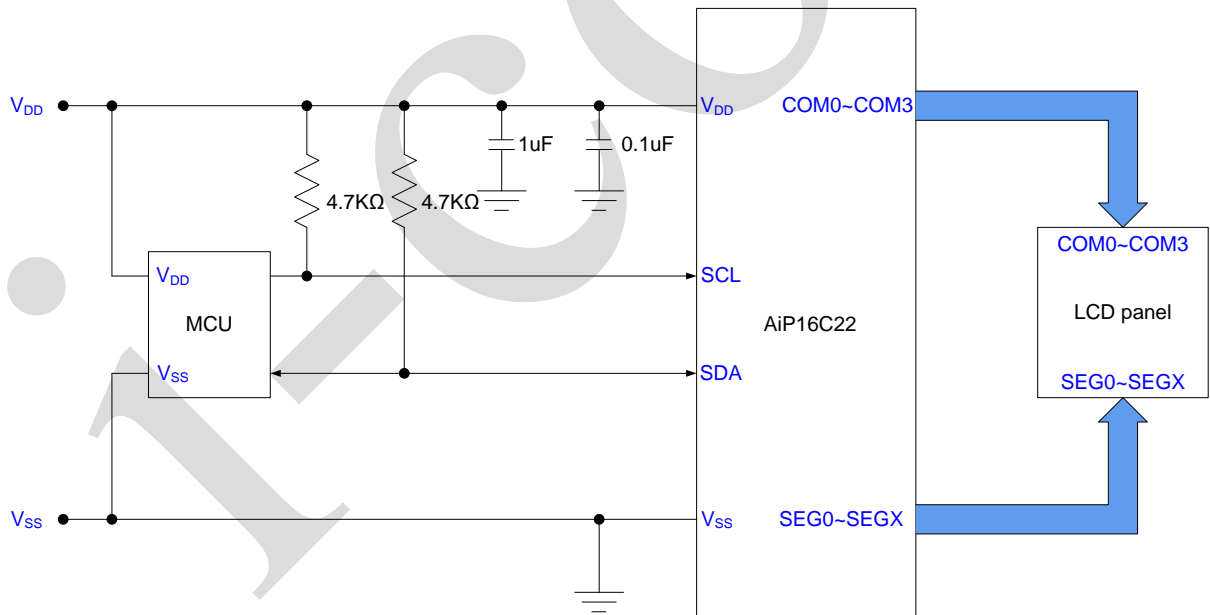 VDD
VDD
COM0~COM3
1uF
0.1uF
4.7KΩ
4.7KΩ
COM0~COM3
VDD
SCL
MCU
AiP16C22
LCD panel
VSS
SDA
SEG0~SEGX
VSS
VSS
SEG0~SEGX